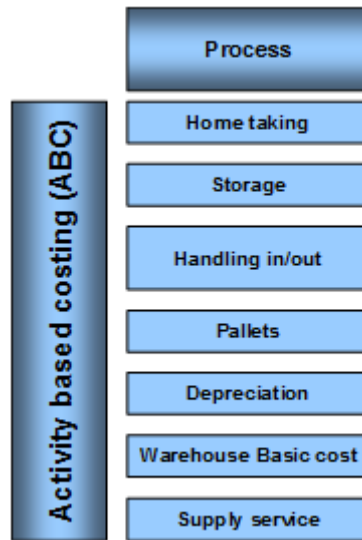 Process
Activity based costing (ABC)
Home taking
Storage
Handling in/out
Pallets
Depreciation
Warehouse Basic cost
Supply service